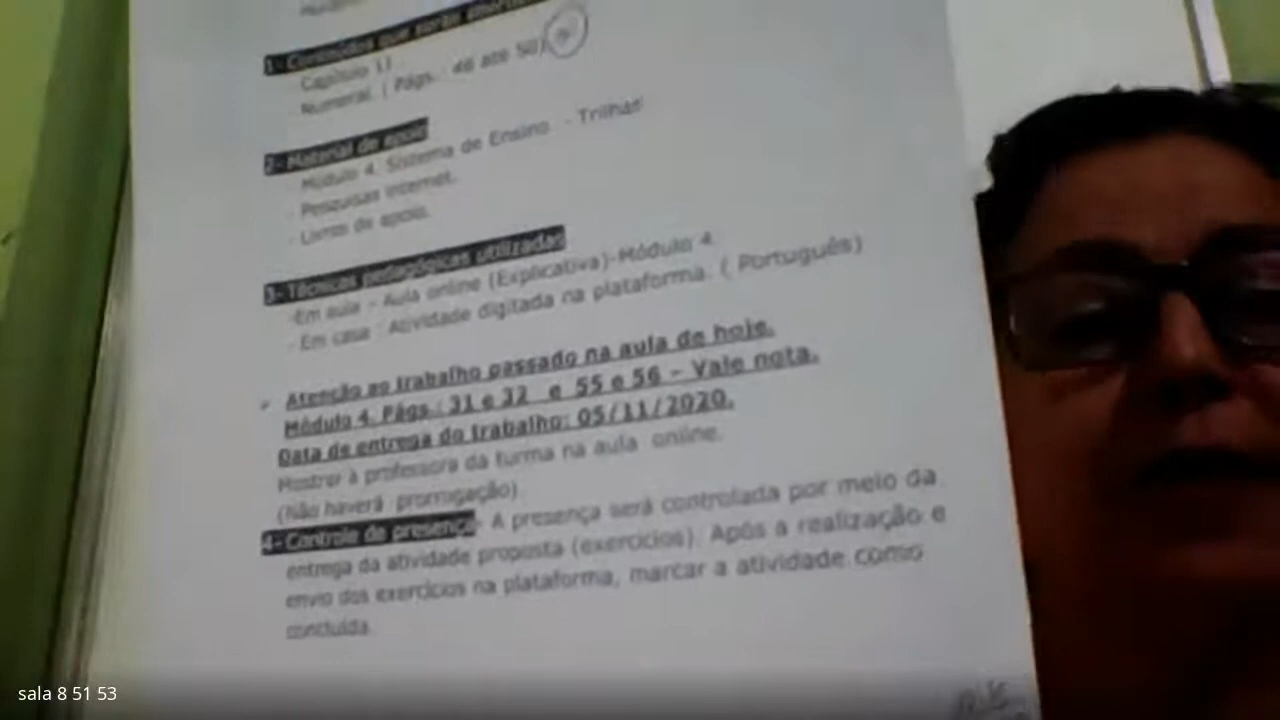 1- Conteúdos que serão
Capítulo 11
Numeral. ( Págs.: 46 até 50)
2- Material de apoio
Módulo 4. Sistema de Ensino - Trilhas
- Pesquisas internet.
- Livros de apoio.
3- Técnicas pedagógicas utilizadas
-Em aula - Aula online (Explicativa)-Módulo 4.
- Em casa : Atividade digitada na plataforma. ( Português)
Atenção ao trabalho passado na aula de hoje.
Módulo 4. Págs.: 31 e 32 e 55 e 56 – Vale nota.
Data de entrega do trabalho: 05/11/2020.
Mostrar à professora da turma na aula online.
(Não haverá prorrogação)
4- Controle de presença- A presença será controlada por meio da
entrega da atividade proposta (exercícios). Após a realização e
envio dos exercícios na plataforma, marcar a atividade como
concluída.
sala 8 51 53